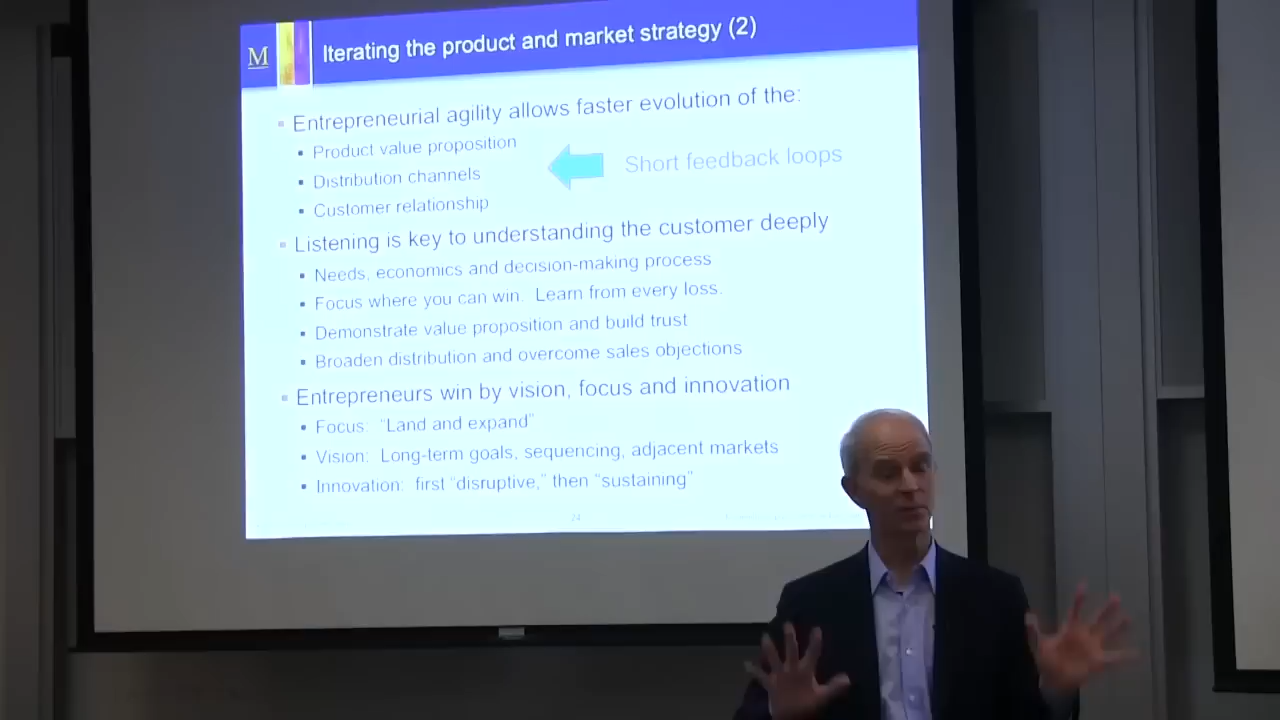 M
Iterating the product and market strategy (2)
Entrepreneurial agility allows faster evolution of the:
Product value proposition
Distribution channels
Customer relationship
Short feedback loops
Listening is key to understanding the customer deeply
Needs, economics and decision-making process
Focus where you can win. Learn from every loss.
Demonstrate value proposition and build trust
Broaden distribution and overcome sales objections
Entrepreneurs win by vision, focus and innovation
Focus: “Land and expand”
Vision: Long-term goals, sequencing, adjacent markets
Innovation: first “disruptive,” then “sustaining”
24